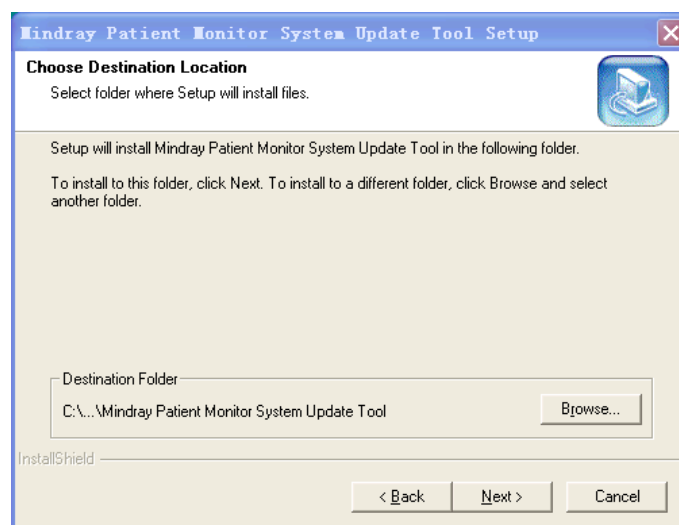 Mindray Patient Monitor System Update Tool Setup
Choose Destination Location
Select folder where Setup will install files.
Setup will install Mindray Patient Monitor System Update Tool in the following folder.
To install to this folder, click Next. To install to a different folder, click Browse and select
another folder.
Destination Folder
C:\...\Mindray Patient Monitor System Update Tool
Browse...
InstallShield
< Back
Next >
Cancel